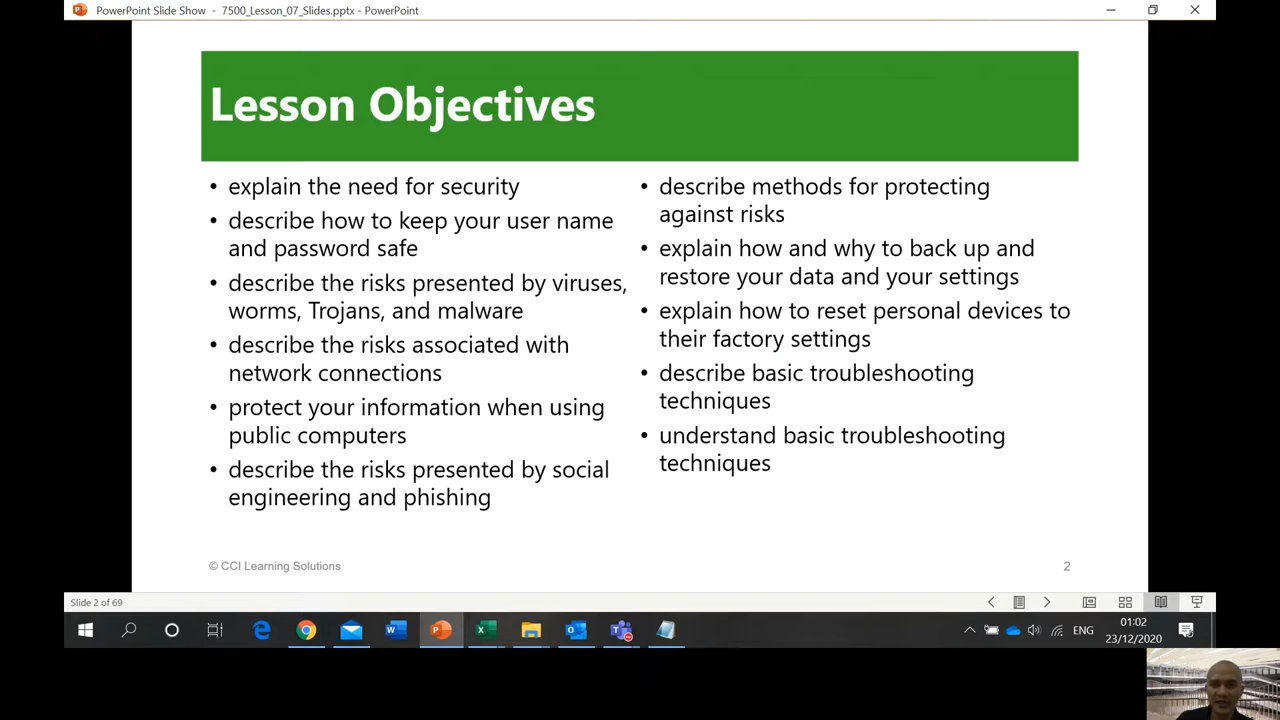 PowerPoint Slide Show - 7500_Lesson_07_Slides.pptx - PowerPoint
Lesson Objectives
• explain the need for security
• describe how to keep your user name
and password safe
• describe the risks presented by viruses,
worms, Trojans, and malware
• describe the risks associated with
network connections
• protect your information when using
public computers
• describe the risks presented by social
engineering and phishing
• describe methods for protecting
against risks
• explain how and why to back up and
restore your data and your settings
• explain how to reset personal devices to
their factory settings
• describe basic troubleshooting
techniques
• understand basic troubleshooting
techniques
© CCI Learning Solutions
2
Slide 2 of 69
ENG
01:02
23/12/2020